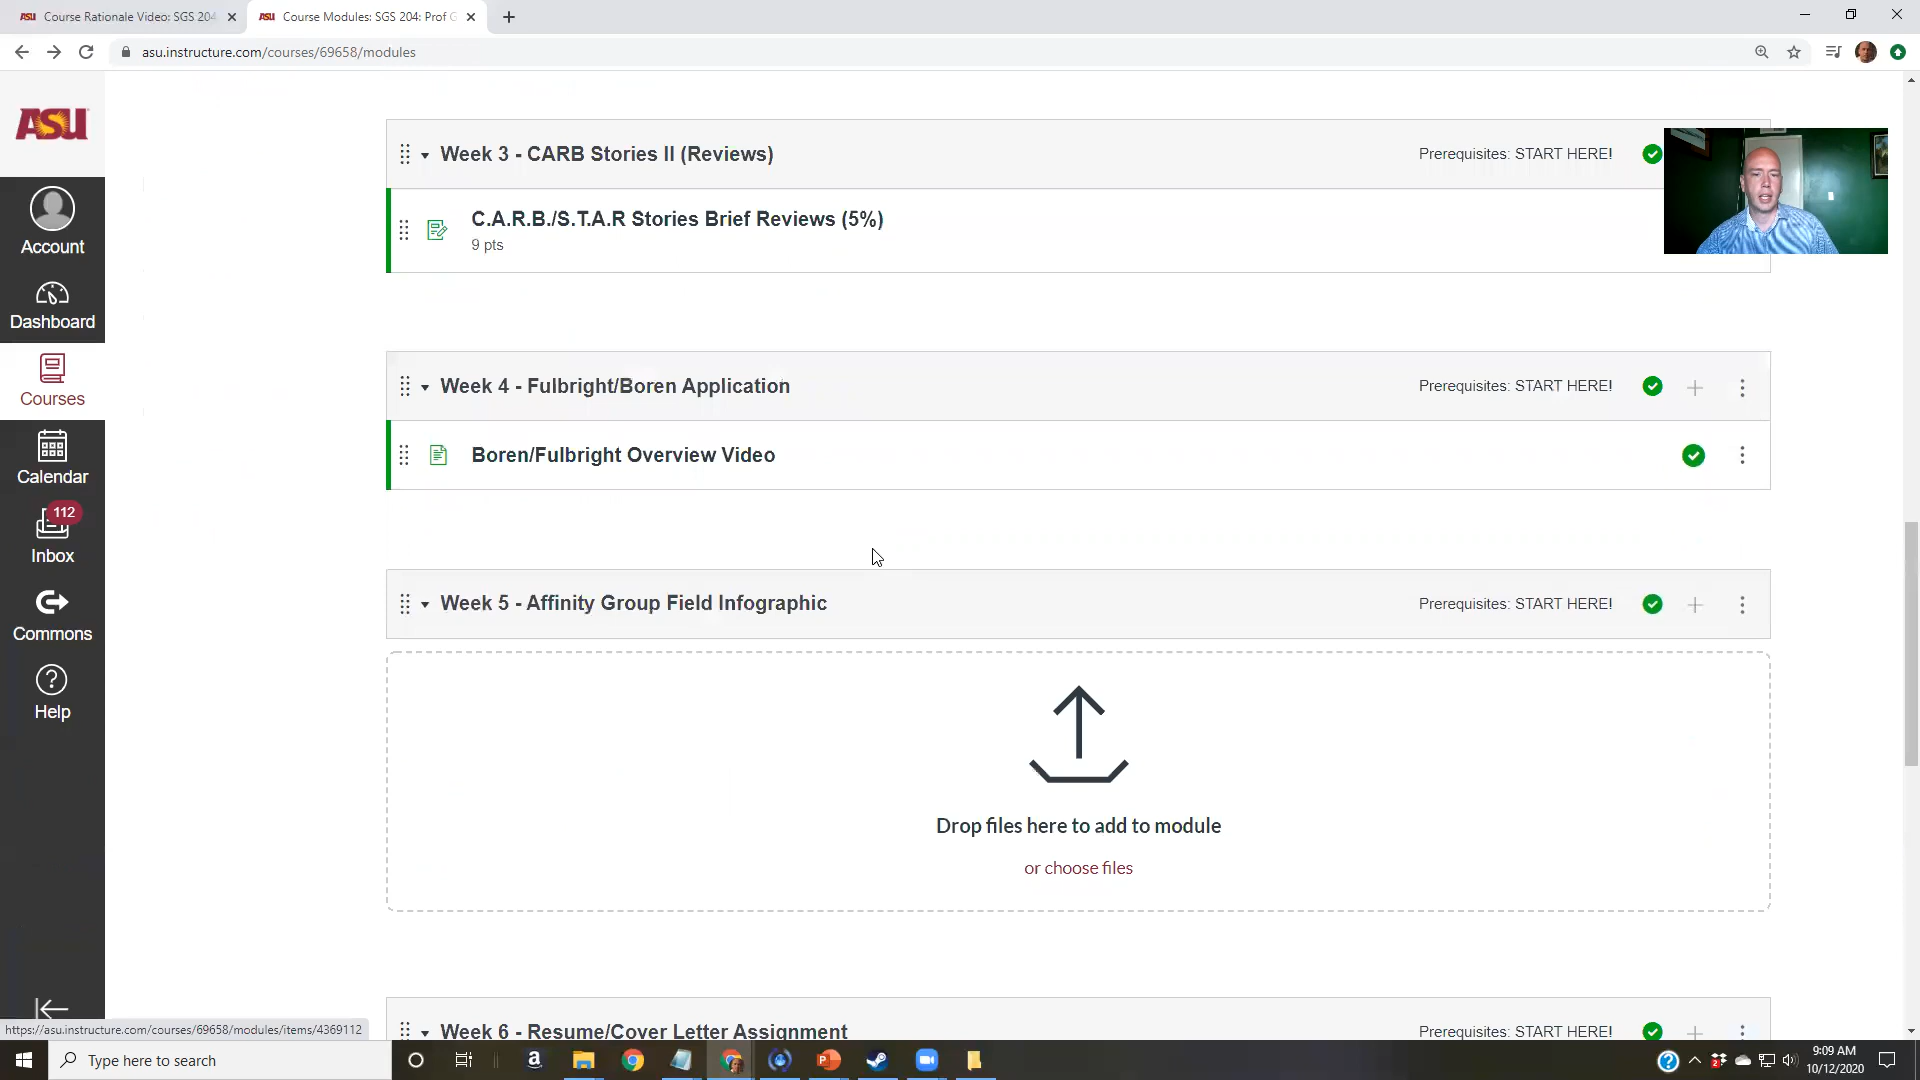 ASU Course Rationale Video: SGS 204
ASU Course Modules: SGS 204: Prof G
asu.instructure.com/courses/69658/modules
ASU
Account
Dashboard
Courses
Calendar
112
Inbox
Commons
Help
Week 3 - CARB Stories II (Reviews)
Prerequisites: START HERE!
C.A.R.B./S.T.A.R Stories Brief Reviews (5%)
9 pts
Week 4 - Fulbright/Boren Application
Prerequisites: START HERE!
Boren/Fulbright Overview Video
Week 5 - Affinity Group Field Infographic
Prerequisites: START HERE!
Drop files here to add to module
or choose files
Week 6 - Resume/Cover Letter Assignment
Prerequisites: START HERE!
https://asu.instructure.com/courses/69658/modules/items/4369112
Type here to search
9:09 AM
10/12/2020